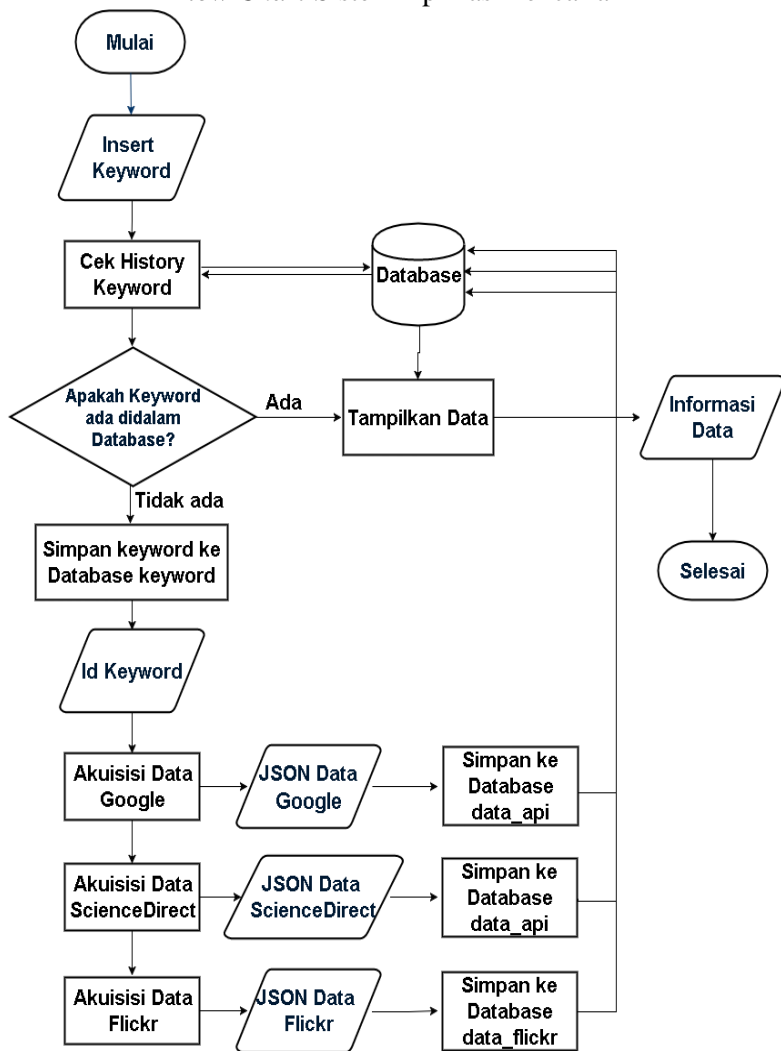 Mulai
Insert
Keyword
Cek History
Keyword
Database
Apakah Keyword
ada didalam
Database?
Ada
Tampilkan Data
Informasi
Data
Tidak ada
Simpan keyword ke
Database keyword
Selesai
Id Keyword
Akuisisi Data
Google
JSON Data
Google
Simpan ke
Database
data_api
Akuisisi Data
ScienceDirect
JSON Data
ScienceDirect
Simpan ke
Database
data_api
Akuisisi Data
Flickr
JSON Data
Flickr
Simpan ke
Database
data_flickr